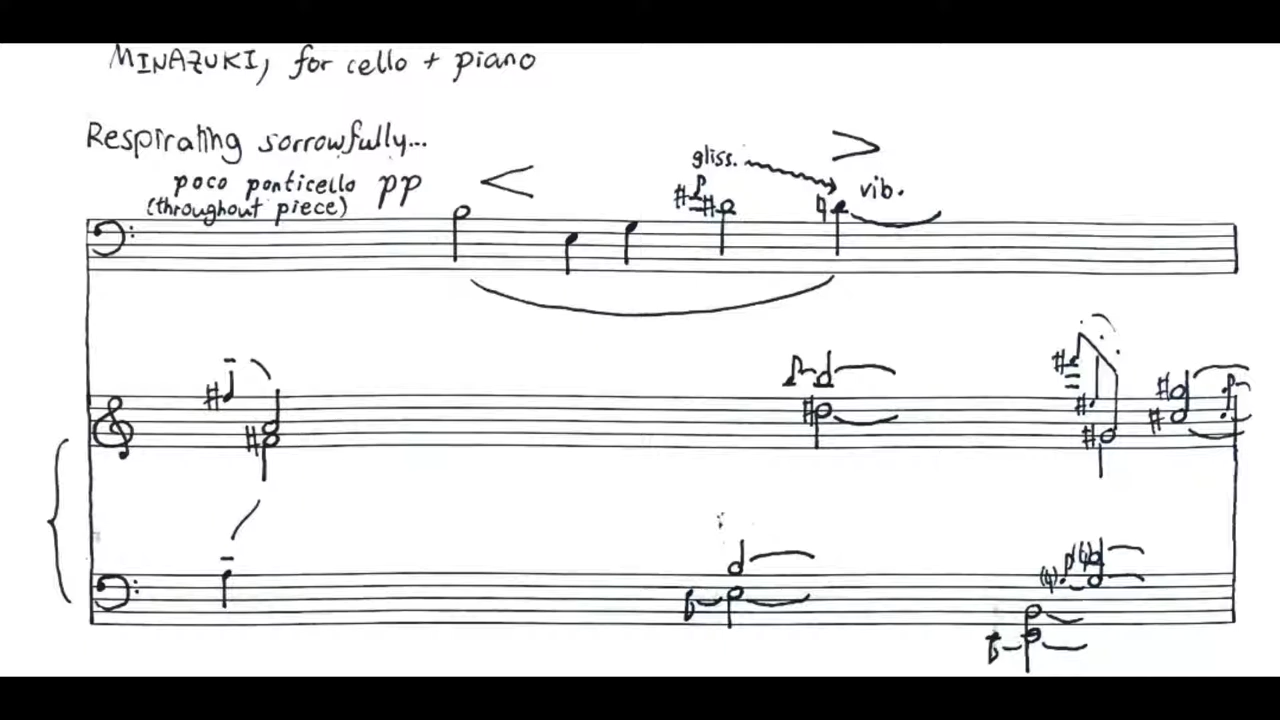 MINAZUKI, for cello + piano
Respirating sorrowfully...
poco ponticello pp
(throughout piece)
gliss.
vib.